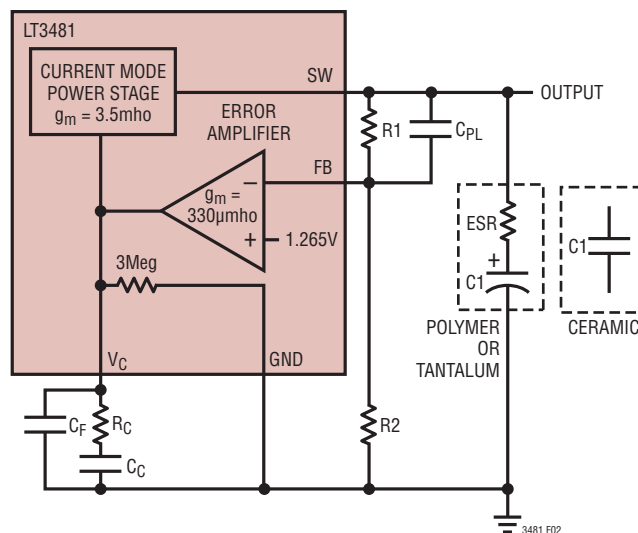 LT3481
CURRENT MODE
POWER STAGE
gm = 3.5mho
SW
OUTPUT
ERROR
AMPLIFIER
R1
CPL
FB
gm =
330µmho
−
+
1.265V
ESR
+
C1
C1
3Meg
POLYMER
OR
TANTALUM
CERAMIC
VC
GND
CF
RC
CC
R2
3481 F02